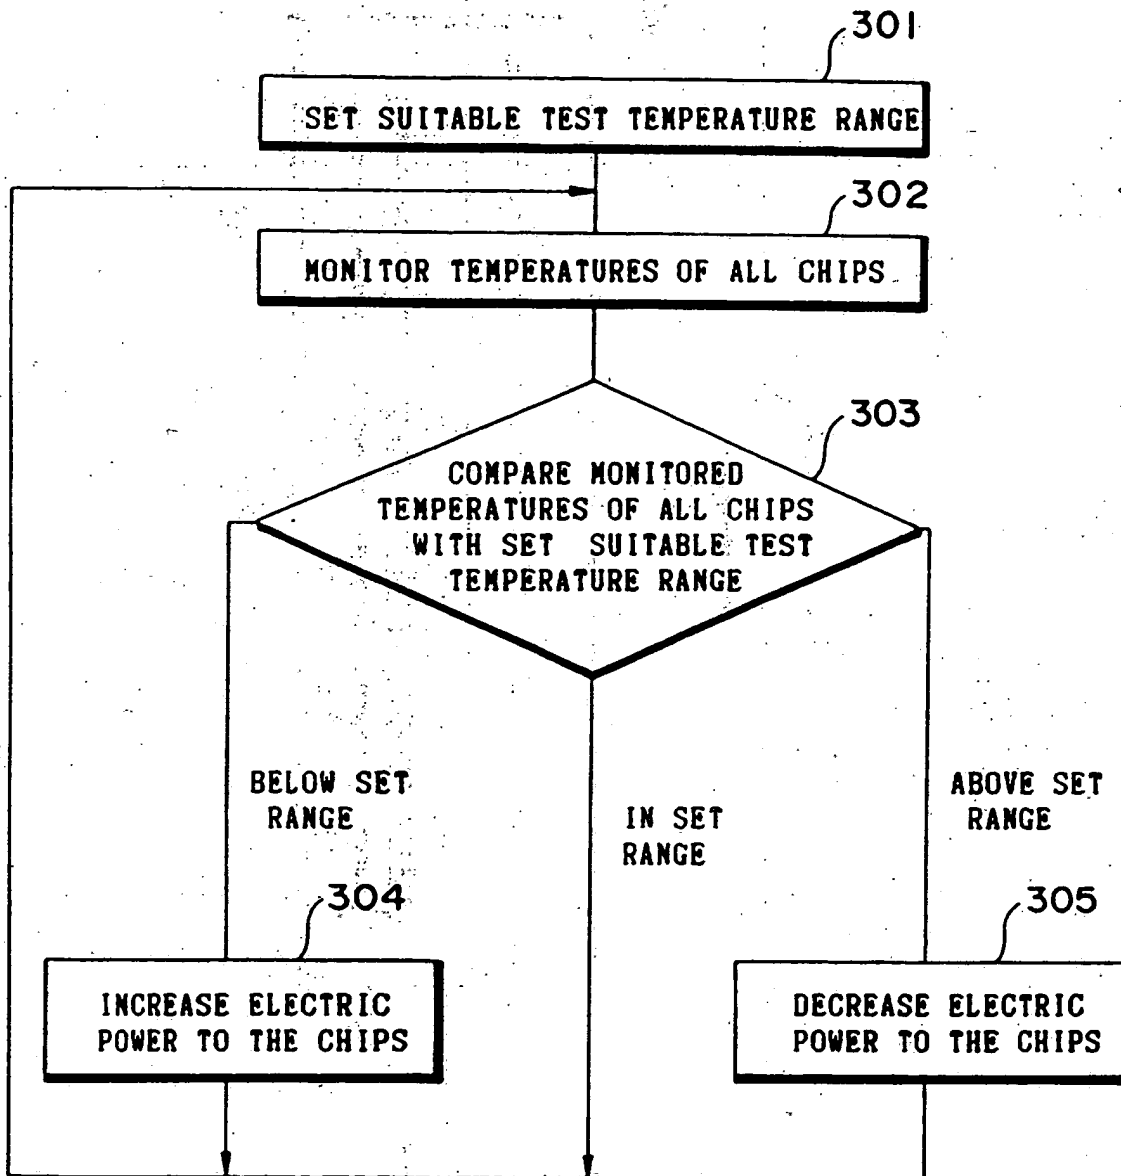 301
SET SUITABLE TEST TEMPERATURE RANGE
302
MONITOR TEMPERATURES OF ALL CHIPS
303
COMPARE MONITORED
TEMPERATURES OF ALL CHIPS
WITH SET SUITABLE TEST
TEMPERATURE RANGE
BELOW SET
RANGE
IN SET
RANGE
ABOVE SET
RANGE
304
INCREASE ELECTRIC
POWER TO THE CHIPS
305
DECREASE ELECTRIC
POWER TO THE CHIPS